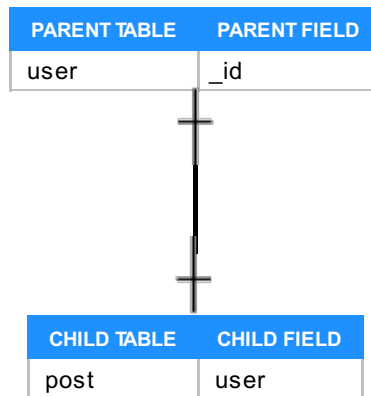 PARENT TABLE PARENT FIELD
user _id
CHILD TABLE CHILD FIELD
post user